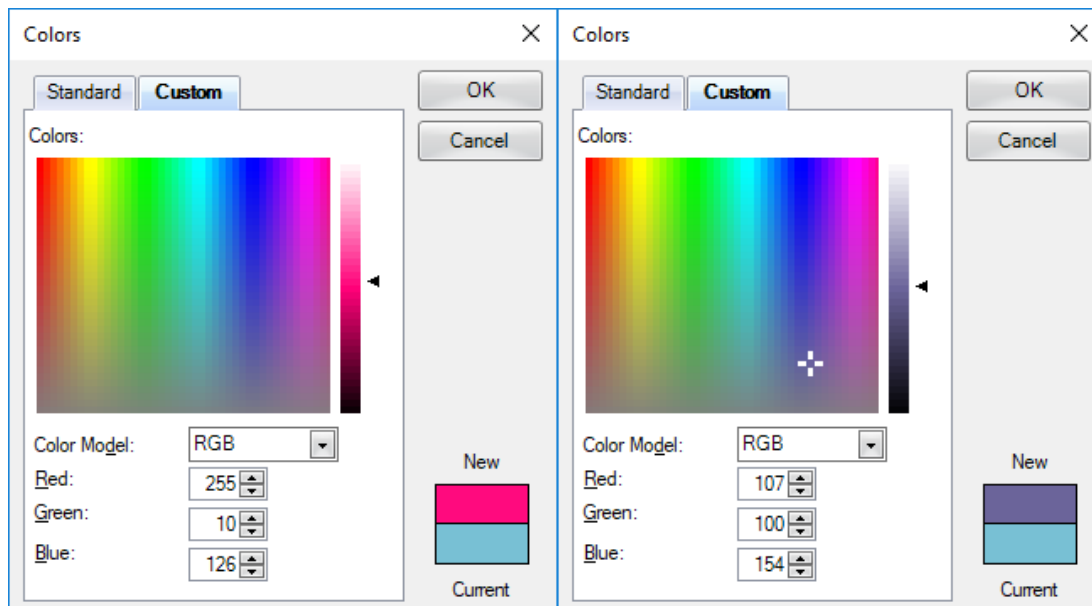 Colors
Standard
Custom
OK
Cancel
Colors:
Color Model:
RGB
Red:
255
Green:
10
Blue:
126
New
Current
Colors
Standard
Custom
OK
Cancel
Colors:
Color Model:
RGB
Red:
107
Green:
100
Blue:
154
New
Current